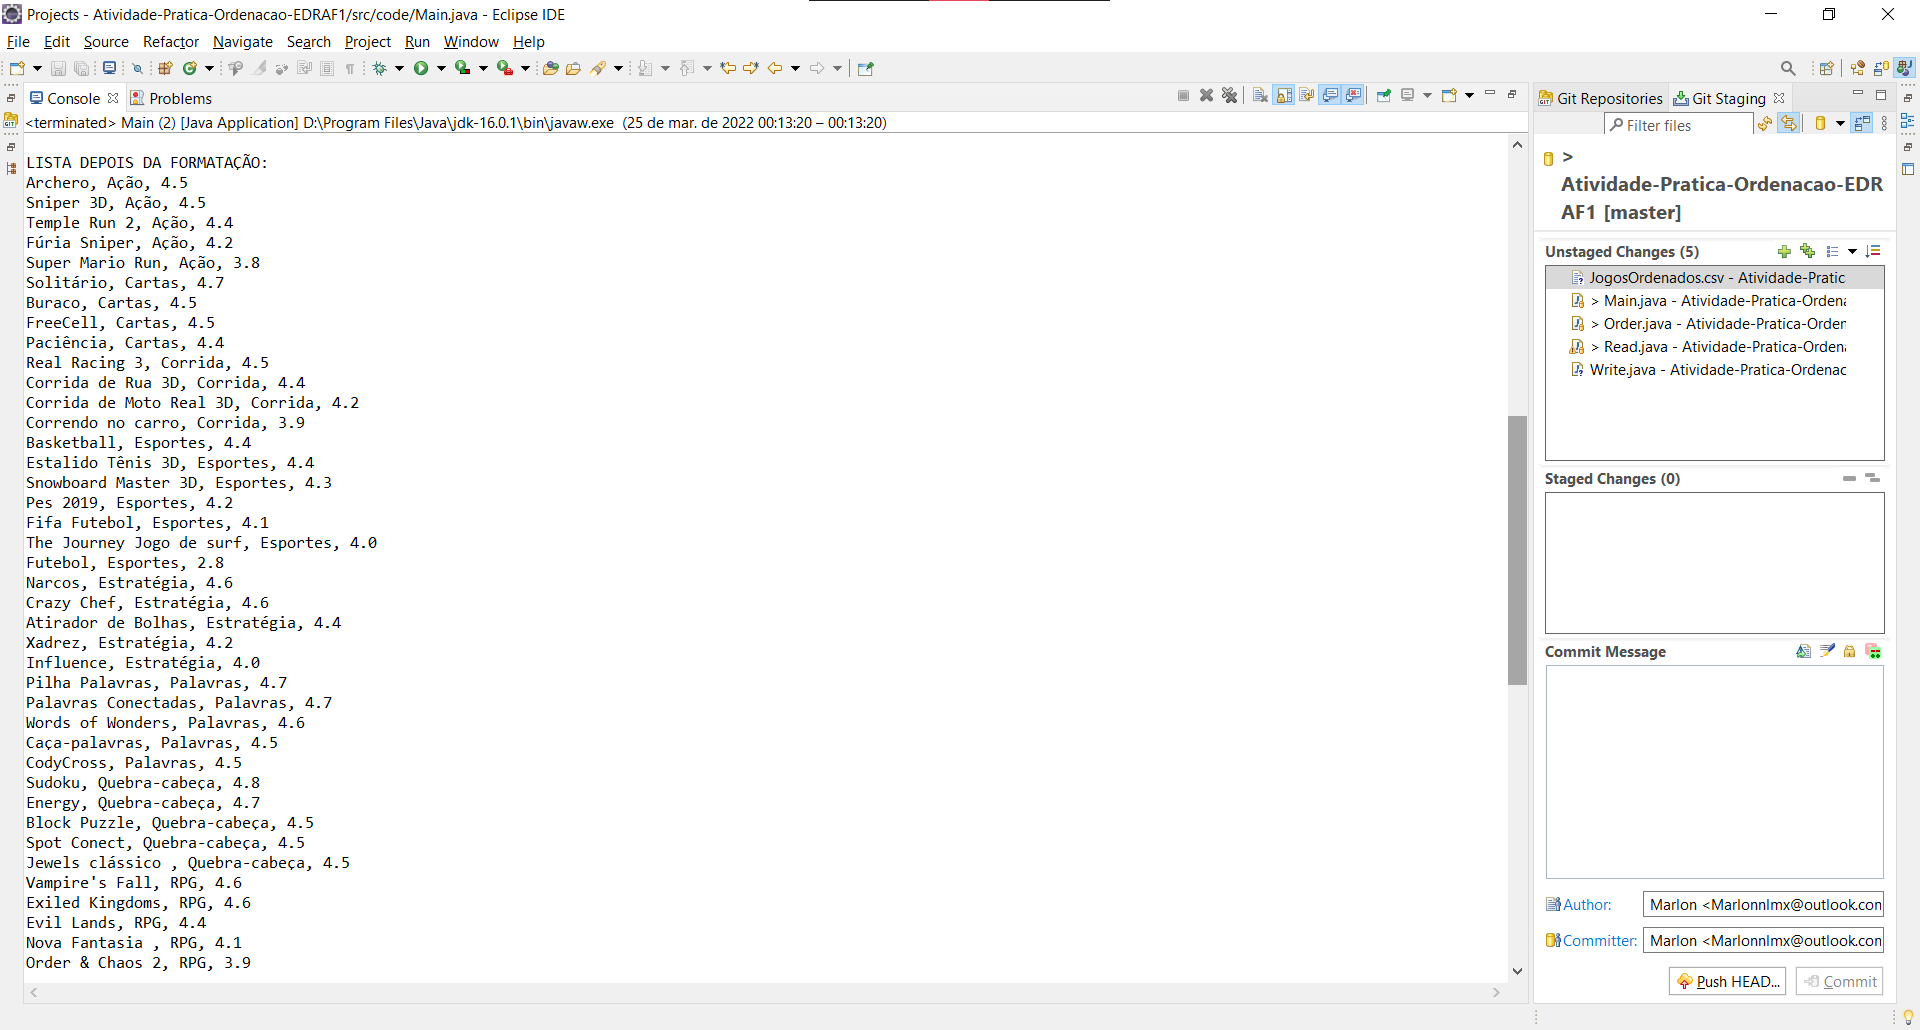 Projects - Atividade-Pratica-Ordenacao-EDRAF1/src/code/Main.java - Eclipse IDE
File Edit Source Refactor Navigate Search Project Run Window Help
Console Problems
<terminated> Main (2) [Java Application] D:\Program Files\Java\jdk-16.0.1\bin\javaw.exe (25 de mar. de 2022 00:13:20 – 00:13:20)
LISTA DEPOIS DA FORMATAÇÃO:
Archero, Ação, 4.5
Sniper 3D, Ação, 4.5
Temple Run 2, Ação, 4.4
Fúria Sniper, Ação, 4.2
Super Mario Run, Ação, 3.8
Solitário, Cartas, 4.7
Buraco, Cartas, 4.5
FreeCell, Cartas, 4.5
Paciência, Cartas, 4.4
Real Racing 3, Corrida, 4.5
Corrida de Rua 3D, Corrida, 4.4
Corrida de Moto Real 3D, Corrida, 4.2
Correndo no carro, Corrida, 3.9
Basketball, Esportes, 4.4
Estalido Tênis 3D, Esportes, 4.4
Snowboard Master 3D, Esportes, 4.3
Pes 2019, Esportes, 4.2
Fifa Futebol, Esportes, 4.1
The Journey Jogo de surf, Esportes, 4.0
Futebol, Esportes, 2.8
Narcos, Estratégia, 4.6
Crazy Chef, Estratégia, 4.6
Atirador de Bolhas, Estratégia, 4.4
Xadrez, Estratégia, 4.2
Influence, Estratégia, 4.0
Pilha Palavras, Palavras, 4.7
Palavras Conectadas, Palavras, 4.7
Words of Wonders, Palavras, 4.6
Caça-palavras, Palavras, 4.5
CodyCross, Palavras, 4.5
Sudoku, Quebra-cabeça, 4.8
Energy, Quebra-cabeça, 4.7
Block Puzzle, Quebra-cabeça, 4.5
Spot Conect, Quebra-cabeça, 4.5
Jewels clássico , Quebra-cabeça, 4.5
Vampire's Fall, RPG, 4.6
Exiled Kingdoms, RPG, 4.6
Evil Lands, RPG, 4.4
Nova Fantasia , RPG, 4.1
Order & Chaos 2, RPG, 3.9
Git Repositories Git Staging
Filter files
>
Atividade-Pratica-Ordenacao-EDR
AF1 [master]
Unstaged Changes (5)
JogosOrdenados.csv - Atividade-Pratic
> Main.java - Atividade-Pratica-Ordena
> Order.java - Atividade-Pratica-Orden
> Read.java - Atividade-Pratica-Ordena
Write.java - Atividade-Pratica-Ordenac
Staged Changes (0)
Commit Message
Author: Marlon <Marlonnlmx@outlook.con
Committer: Marlon <Marlonnlmx@outlook.con
Push HEAD... Commit